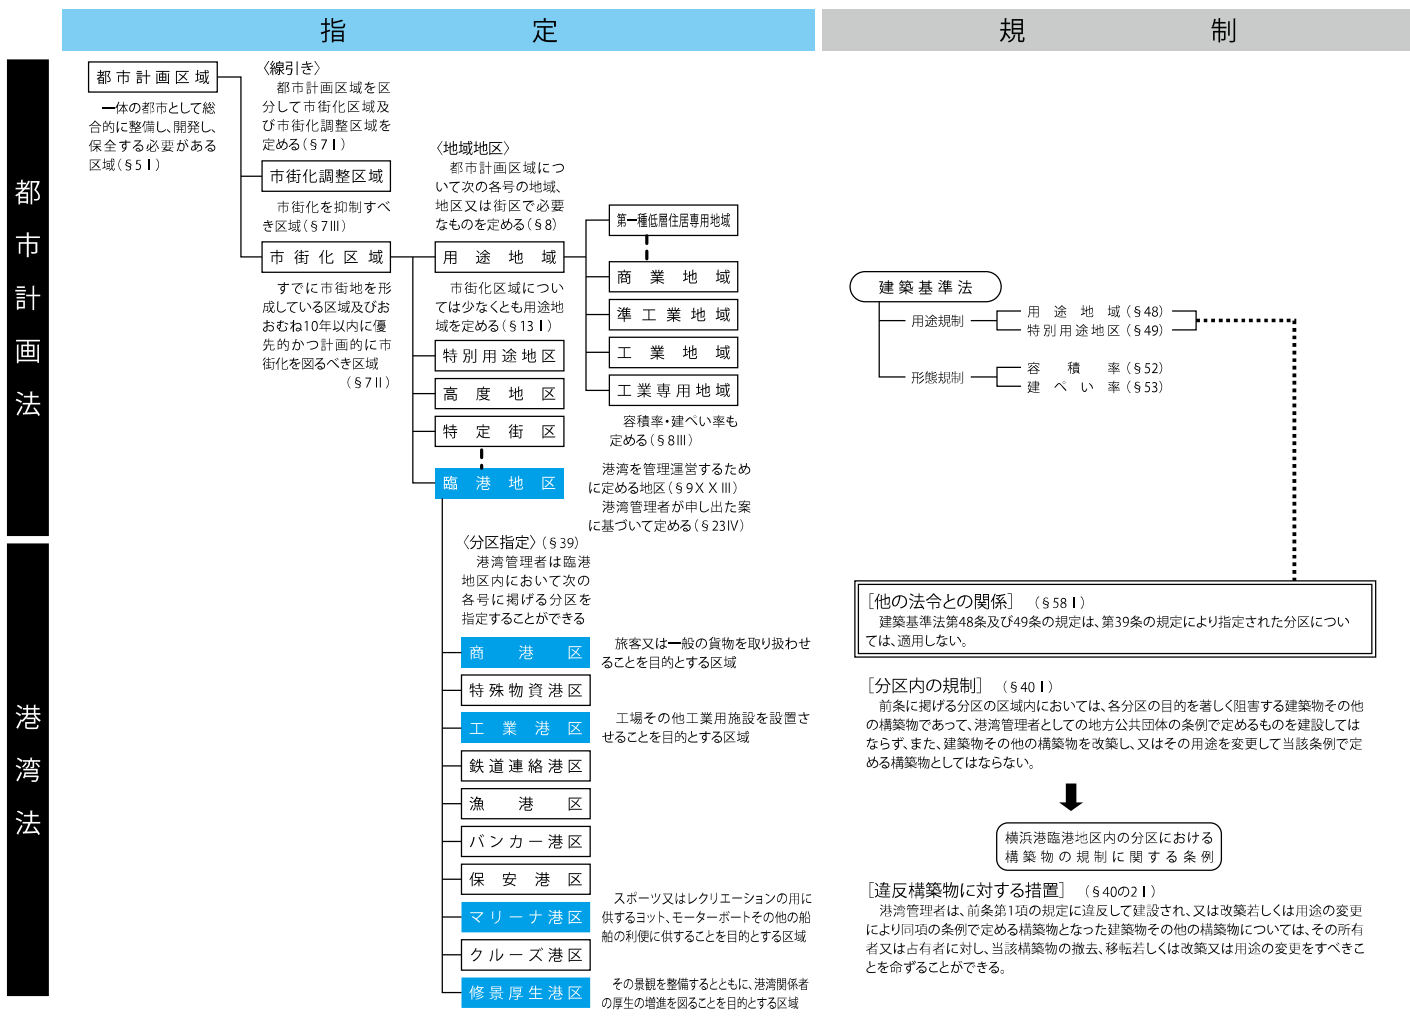 指定
規制
都市計画法
港湾法
都市計画区域
一体の都市として総
合的に整備し、開発し、
保全する必要がある
区域(§5Ⅰ)
〈線引き〉
都市計画区域を区
分して市街化区域及
び市街化調整区域を
定める(§7Ⅰ)
市街化調整区域
市街化を抑制すべ
き区域(§7Ⅲ)
市街化区域
すでに市街地を形
成している区域及びお
おむね10年以内に優
先的かつ計画的に市
街化を図るべき区域
(§7Ⅱ)
〈地域地区〉
都市計画区域につ
いて次の各号の地域、
地区又は街区で必要
なものを定める(§8)
用途地域
市街化区域につい
ては少なくとも用途地
域を定める(§13Ⅰ)
特別用途地区
高度地区
特定街区
臨港地区
第一種低層住居専用地域
商業地域
準工業地域
工業地域
工業専用地域
容積率・建ぺい率も
定める(§8Ⅲ)
港湾を管理運営するため
に定める地区(§9ⅩⅩⅢ)
港湾管理者が申し出た案
に基づいて定める(§23Ⅳ)
〈分区指定〉(§39)
港湾管理者は臨港
地区内において次の
各号に掲げる分区を
指定することができる
商港区
旅客又は一般の貨物を取り扱わせ
ることを目的とする区域
特殊物資港区
工業港区
工場その他工業用施設を設置さ
せることを目的とする区域
鉄道連絡港区
漁港区
バンカー港区
保安港区
マリーナ港区
スポーツ又はレクリエーションの用に
供するヨット、モーターボートその他の船
舶の利便に供することを目的とする区域
クルーズ港区
修景厚生港区
その景観を整備するとともに、港湾関係者
の厚生の増進を図ることを目的とする区域
建築基準法
用途規制
用途地域(§48)
特別用途地区(§49)
形態規制
容積率(§52)
建ぺい率(§53)
［他の法令との関係］(§58Ⅰ)
建築基準法第48条及び49条の規定は、第39条の規定により指定された分区につい
ては、適用しない。
［分区内の規制］(§40Ⅰ)
前条に掲げる分区の区域内においては、各分区の目的を著しく阻害する建築物その他
の構築物であって、港湾管理者としての地方公共団体の条例で定めるものを建設しては
ならず、また、建築物その他の構築物を改築し、又はその用途を変更して当該条例で定
める構築物としてはならない。
横浜港臨港地区内の分区における
構築物の規制に関する条例
［違反構築物に対する措置］(§40の2Ⅰ)
港湾管理者は、前条第1項の規定に違反して建設され、又は改築若しくは用途の変更
により同項の条例で定める構築物となった建築物その他の構築物については、その所有
者又は占有者に対し、当該構築物の撤去、移転若しくは改築又は用途の変更をすべきこ
とを命ずることができる。